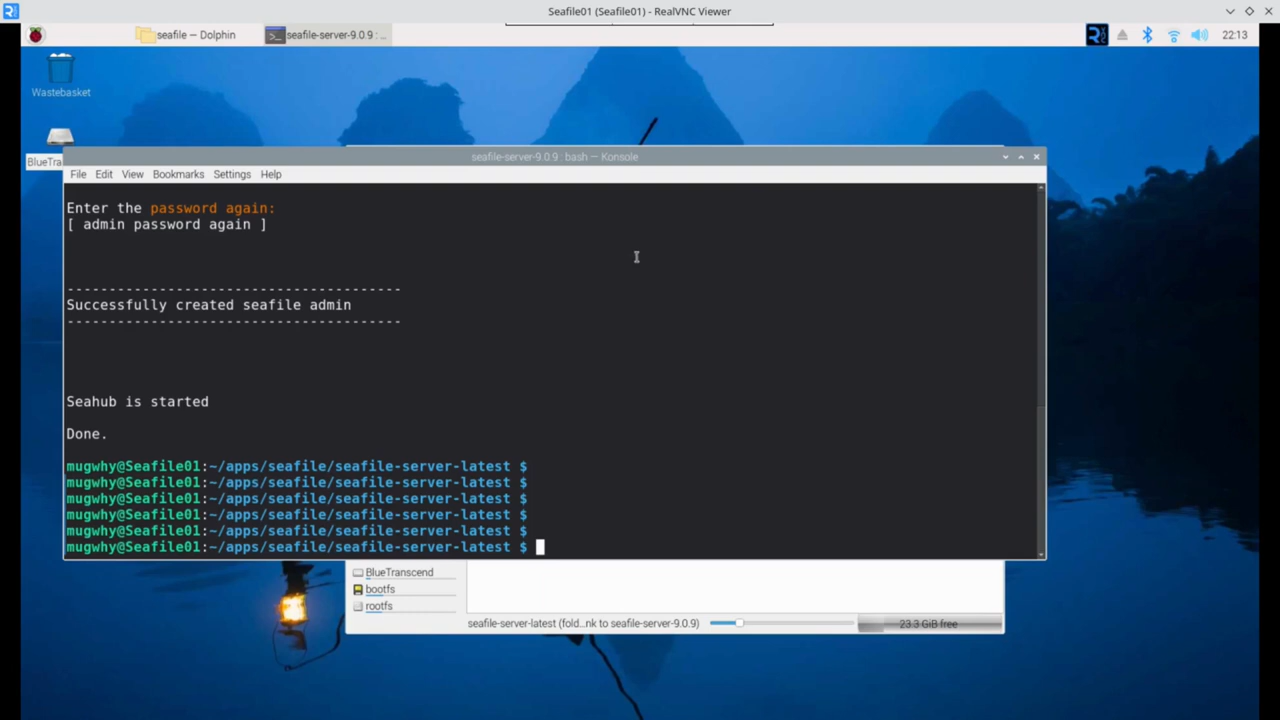 Seafile01 (Seafile01) - RealVNC Viewer
seafile — Dolphin
seafile-server-9.0.9 : ...
22:13
Wastebasket
BlueTra
seafile-server-9.0.9 : bash — Konsole
File Edit View Bookmarks Settings Help
Enter the password again:
[ admin password again ]
----------------------------------------
Successfully created seafile admin
----------------------------------------
Seahub is started
Done.
mugwhy@Seafile01:~/apps/seafile/seafile-server-latest $
mugwhy@Seafile01:~/apps/seafile/seafile-server-latest $
mugwhy@Seafile01:~/apps/seafile/seafile-server-latest $
mugwhy@Seafile01:~/apps/seafile/seafile-server-latest $
mugwhy@Seafile01:~/apps/seafile/seafile-server-latest $
mugwhy@Seafile01:~/apps/seafile/seafile-server-latest $
BlueTranscend
bootfs
rootfs
seafile-server-latest (fold...nk to seafile-server-9.0.9)
23.3 GiB free